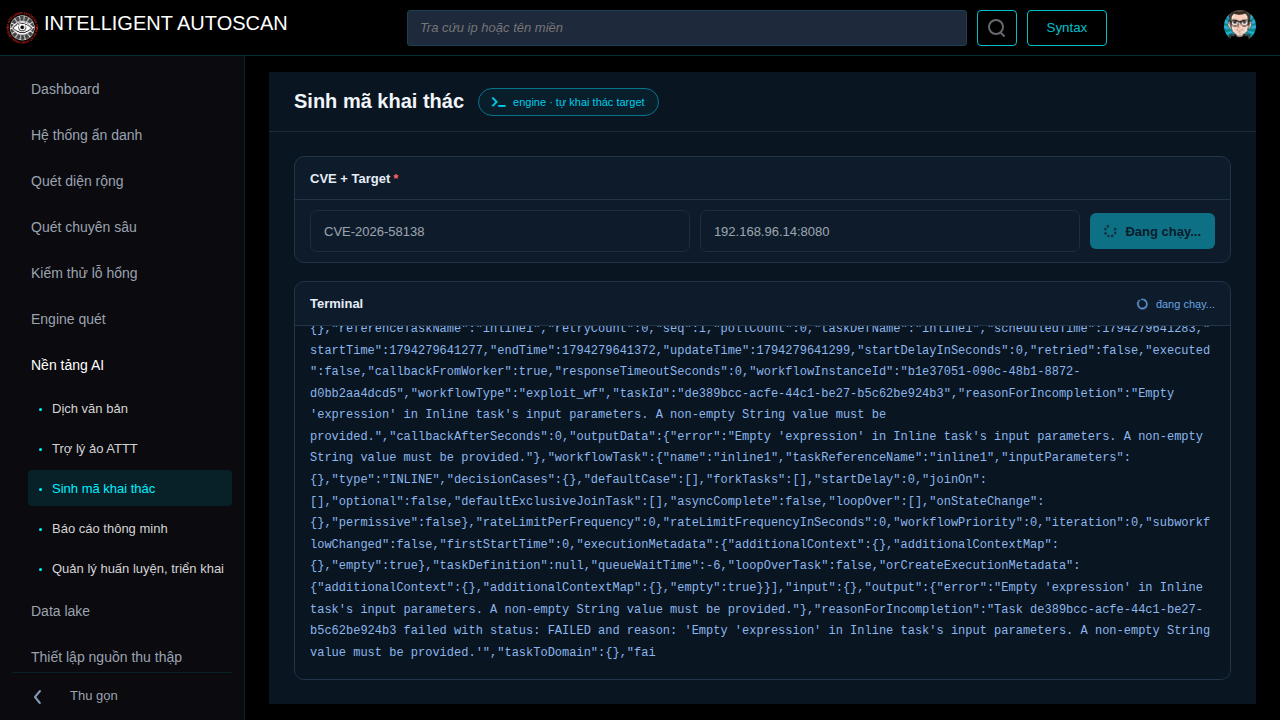 INTELLIGENT AUTOSCAN
Tra cứu ip hoặc tên miền
Syntax
Dashboard
Hệ thống ẩn danh
Quét diện rộng
Quét chuyên sâu
Kiểm thử lỗ hổng
Engine quét
Nền tảng AI
Dịch văn bản
Trợ lý ảo ATTT
Sinh mã khai thác
Báo cáo thông minh
Quản lý huấn luyện, triển khai
Data lake
Thiết lập nguồn thu thập
Thu gọn
Sinh mã khai thác
engine · tự khai thác target
CVE + Target *
CVE-2026-58138
192.168.96.14:8080
Đang chạy...
Terminal
đang chạy...
{},"referenceTaskName":"inline1","retryCount":0,"seq":1,"pollCount":0,"taskDefName":"inline1","scheduledTime":1794279641283,"
startTime":1794279641277,"endTime":1794279641372,"updateTime":1794279641299,"startDelayInSeconds":0,"retried":false,"executed
":false,"callbackFromWorker":true,"responseTimeoutSeconds":0,"workflowInstanceId":"b1e37051-090c-48b1-8872-
d0bb2aa4dcd5","workflowType":"exploit_wf","taskId":"de389bcc-acfe-44c1-be27-b5c62be924b3","reasonForIncompletion":"Empty
'expression' in Inline task's input parameters. A non-empty String value must be
provided.","callbackAfterSeconds":0,"outputData":{"error":"Empty 'expression' in Inline task's input parameters. A non-empty
String value must be provided."},"workflowTask":{"name":"inline1","taskReferenceName":"inline1","inputParameters":
{},"type":"INLINE","decisionCases":{},"defaultCase":[],"forkTasks":[],"startDelay":0,"joinOn":
[],"optional":false,"defaultExclusiveJoinTask":[],"asyncComplete":false,"loopOver":[],"onStateChange":
{},"permissive":false},"rateLimitPerFrequency":0,"rateLimitFrequencyInSeconds":0,"workflowPriority":0,"iteration":0,"subworkf
lowChanged":false,"firstStartTime":0,"executionMetadata":{"additionalContext":{},"additionalContextMap":
{},"empty":true},"taskDefinition":null,"queueWaitTime":-6,"loopOverTask":false,"orCreateExecutionMetadata":
{"additionalContext":{},"additionalContextMap":{},"empty":true}}],"input":{},"output":{"error":"Empty 'expression' in Inline
task's input parameters. A non-empty String value must be provided."},"reasonForIncompletion":"Task de389bcc-acfe-44c1-be27-
b5c62be924b3 failed with status: FAILED and reason: 'Empty 'expression' in Inline task's input parameters. A non-empty String
value must be provided.'","taskToDomain":{},"fai